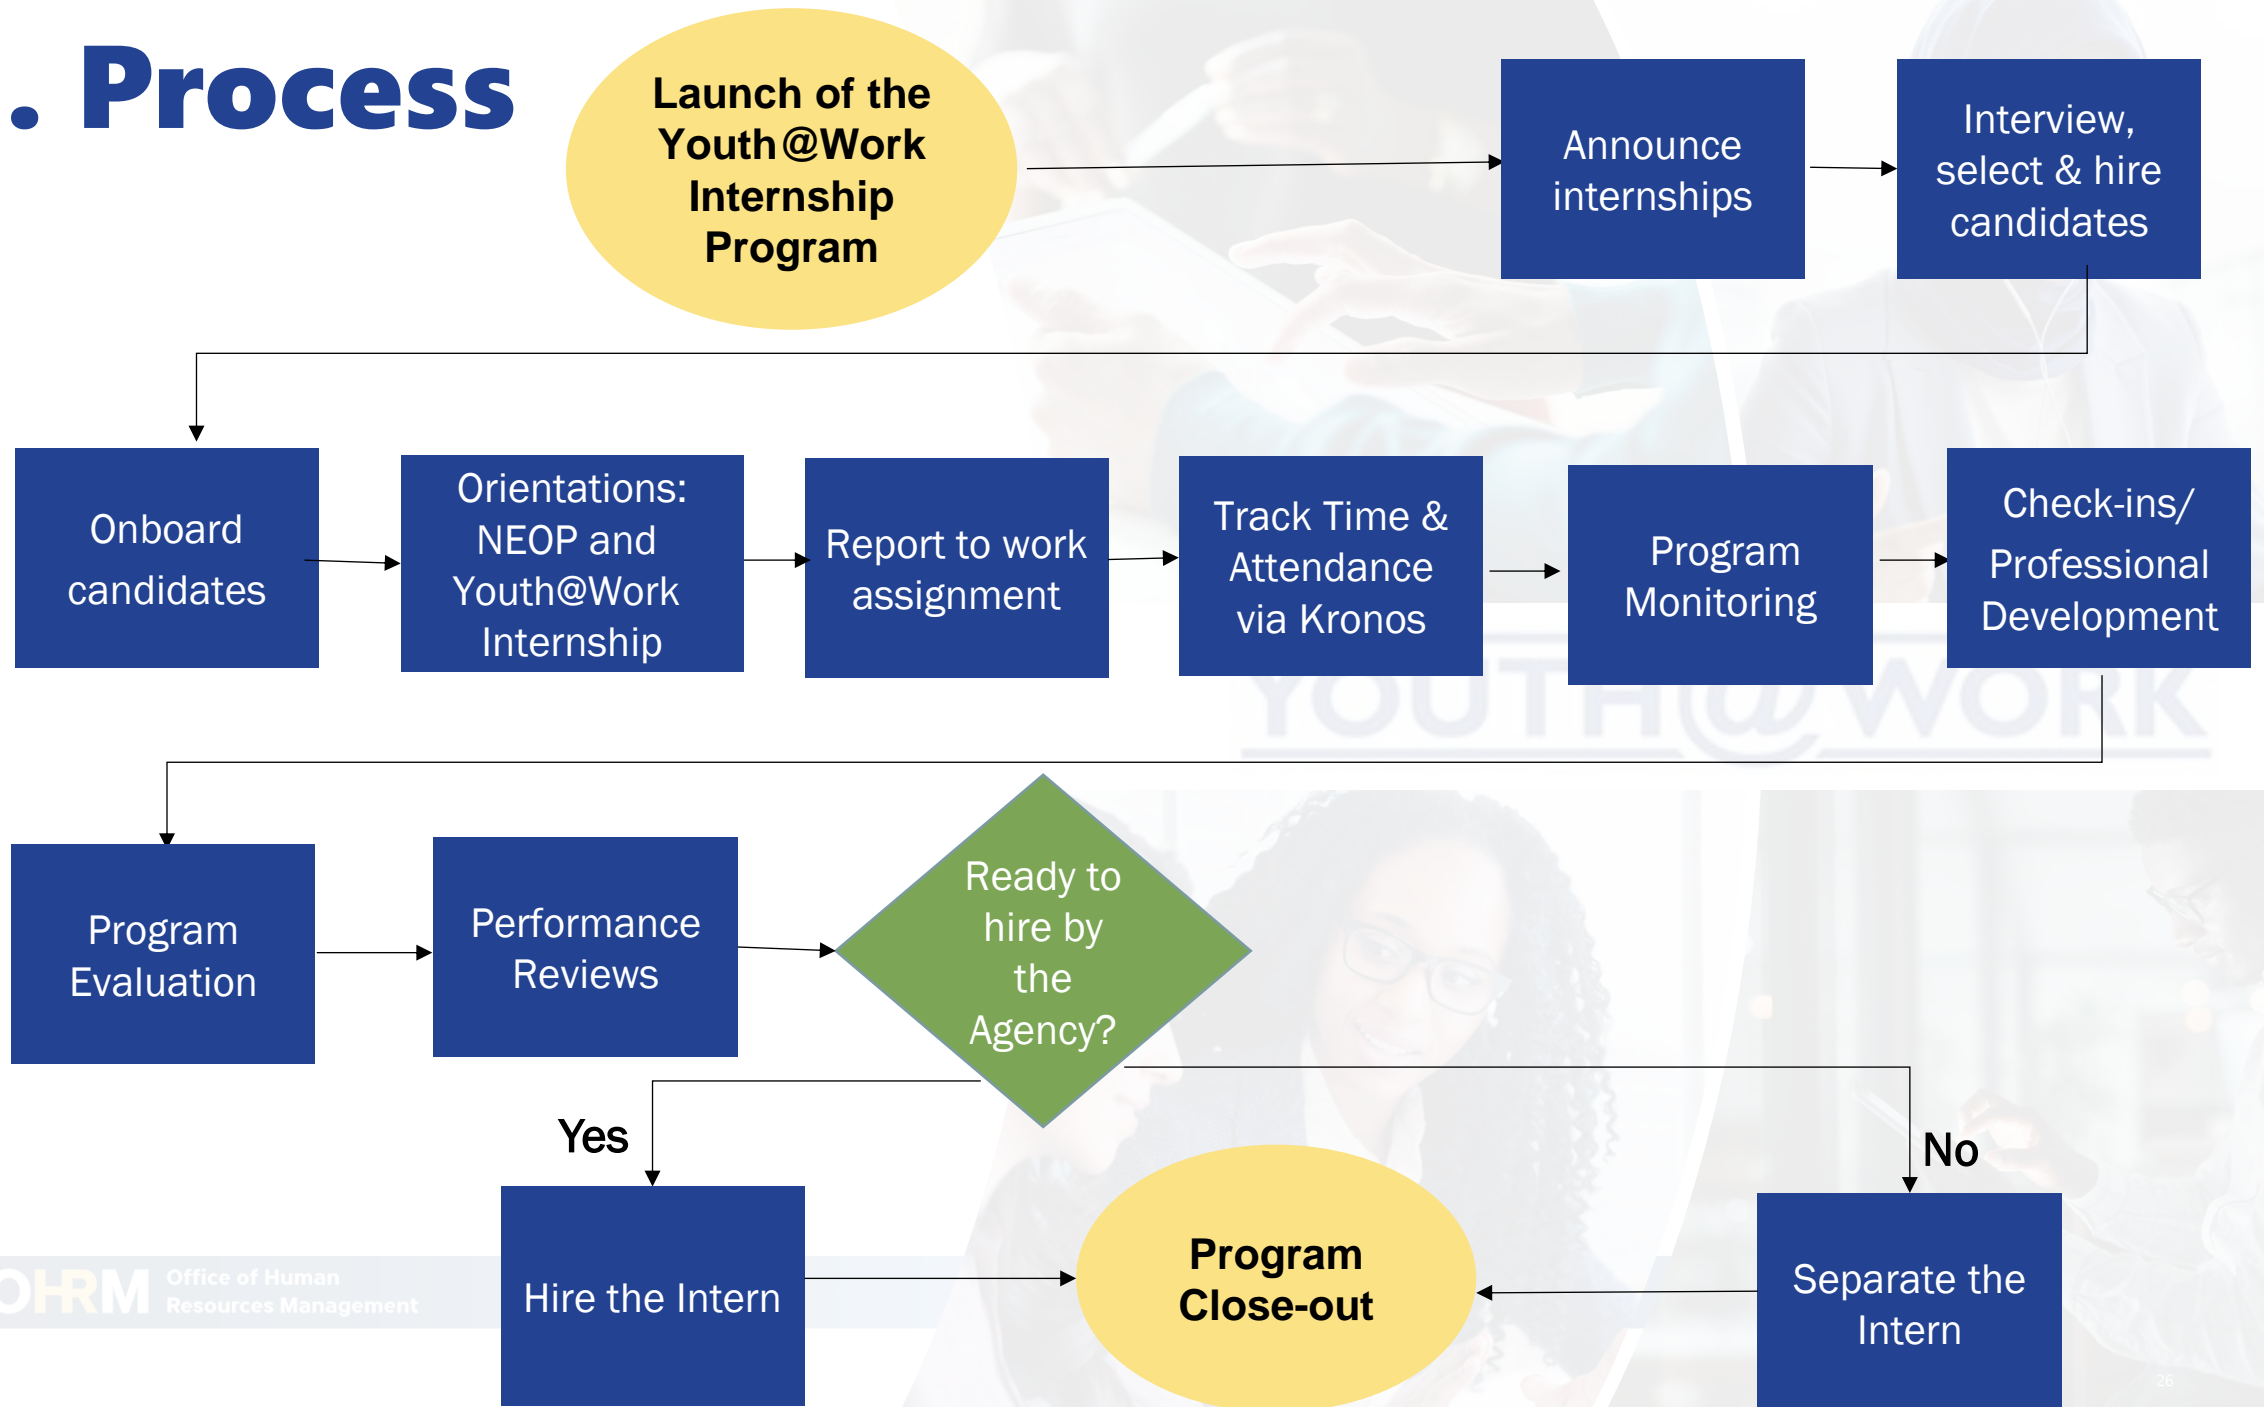 . Process
Launch of the
Youth@Work
Internship
Program
Announce
internships
Interview,
select & hire
candidates
Onboard
candidates
Orientations:
NEOP and
Youth@Work
Internship
Report to work
assignment
Track Time &
Attendance
via Kronos
Program
Monitoring
Check-ins/
Professional
Development
YOUTH@WORK
Program
Evaluation
Performance
Reviews
Ready to
hire by
the
Agency?
Yes
No
Hire the Intern
Program
Close-out
Separate the
Intern
OHRM
Office of Human
Resources Management
26